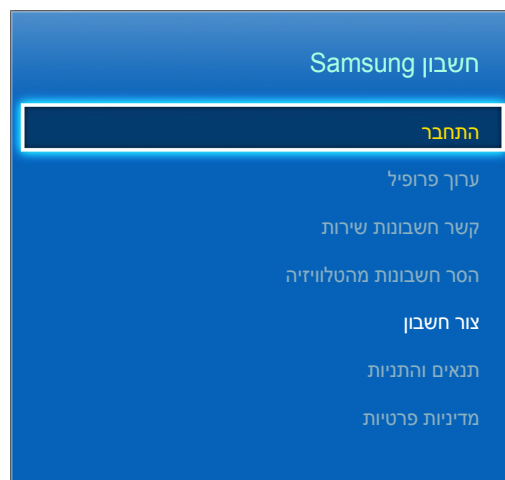 חשבון Samsung
התחבר
ערוך פרופיל
קשר חשבונות שירות
הסר חשבונות מהטלוויזיה
צור חשבון
תנאים והתניות
מדיניות פרטיות